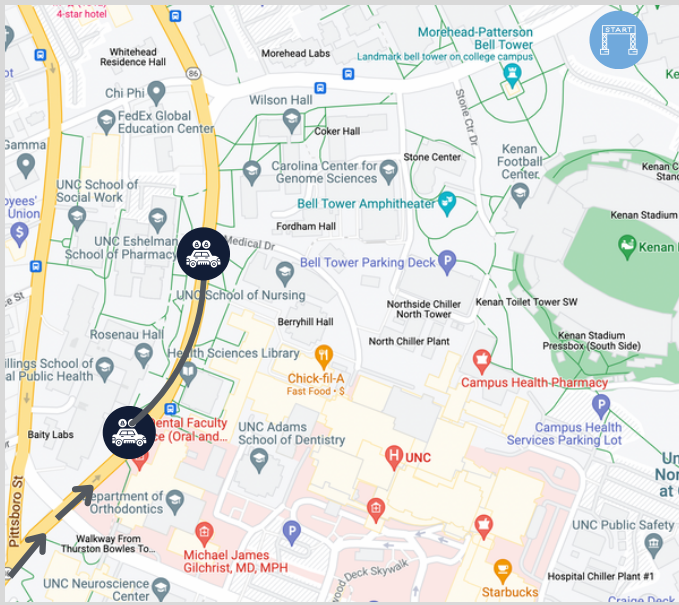 4-star hotel
Whitehead
Residence Hall
Morehead Labs
Morehead-Patterson
Bell Tower
Landmark bell tower on college campus
START
86
Chi Phi
FedEx Global
Education Center
Wilson Hall
Coker Hall
Stone Ctr Dr
Gamma
Carolina Center for
Genome Sciences
Stone Center
Kenan
Football
Center
Kenan C
UNC School of
Social Work
Bell Tower Amphitheater
Kenan Stadium
yees'
Union
Fordham Hall
UNC Eshelman
School of Pharmacy
Medical Dr
Bell Tower Parking Deck
Kenan
UNC School of Nursing
Northside Chiller
North Tower
Kenan Toilet Tower SW
Berryhill Hall
North Chiller Plant
Kenan Stadium
Pressbox (South Side)
Rosenau Hall
Health Sciences Library
illings School of
al Public Health
Chick-fil-A
Fast Food • $
Campus Health Pharmacy
ental Faculty
ce (Oral and...
Baity Labs
UNC Adams
School of Dentistry
Campus Health
Services Parking Lot
H
UNC
Pittsboro St
epartment of
Orthodontics
Walkway From
Thurston Bowles To...
P
Michael James
Gilchrist, MD, MPH
UNC Public Safety
wood Deck Skywalk
UNC Neuroscience
Center
Starbucks
Hospital Chiller Plant #1
Craige Deck